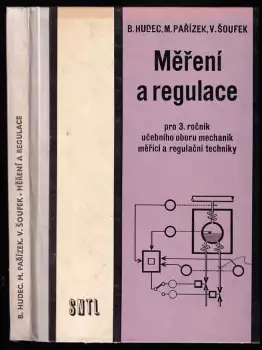 B. HUDEC, M. PAŘÍZEK, V. ŠOUFEK - MĚŘENÍ A REGULACE
SNTL
B. HUDEC, M. PAŘÍZEK, V. ŠOUFEK
Měření
a regulace
pro 3. ročník
učebního oboru mechanik
měřicí a regulační techniky